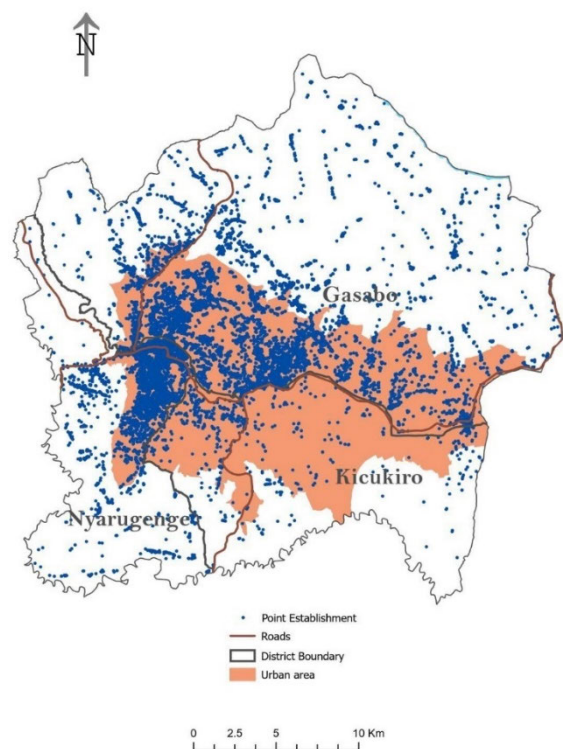 N
Gasabo
Kicukiro
Nyarugenge
Point Establishment
Roads
District Boundary
Urban area
0 2.5 5 10 Km